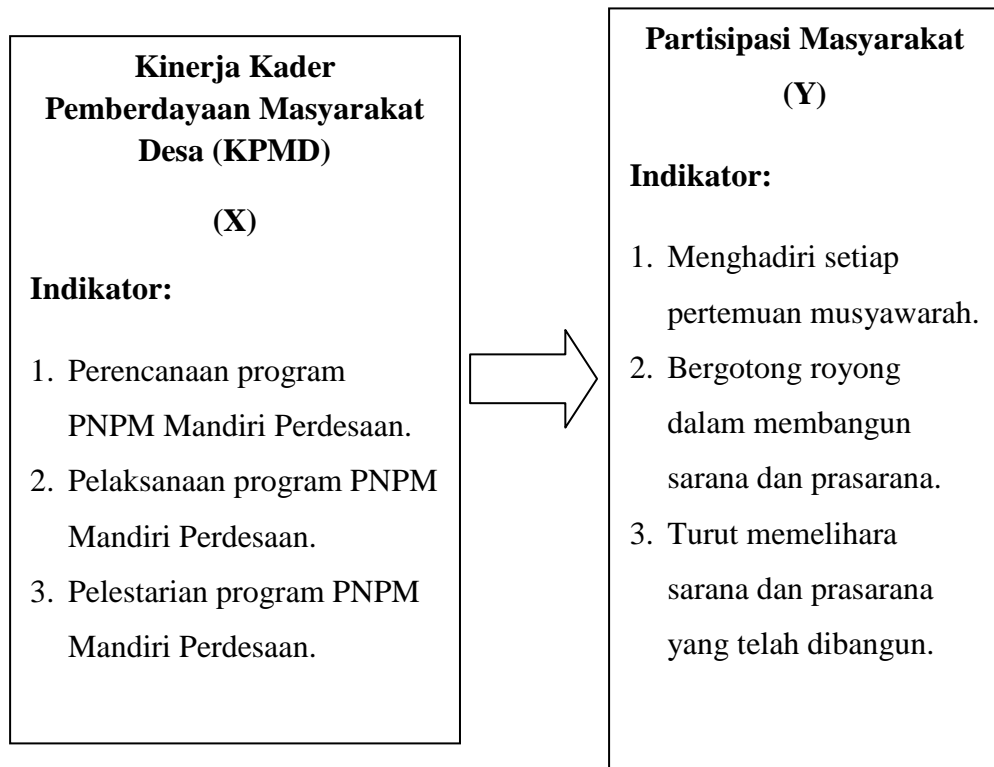 Kinerja Kader
Pemberdayaan Masyarakat
Desa (KPMD)
(X)
Indikator:
1. Perencanaan program
PNPM Mandiri Perdesaan.
2. Pelaksanaan program PNPM
Mandiri Perdesaan.
3. Pelestarian program PNPM
Mandiri Perdesaan.
Partisipasi Masyarakat
(Y)
Indikator:
1. Menghadiri setiap
pertemuan musyawarah.
2. Bergotong royong
dalam membangun
sarana dan prasarana.
3. Turut memelihara
sarana dan prasarana
yang telah dibangun.